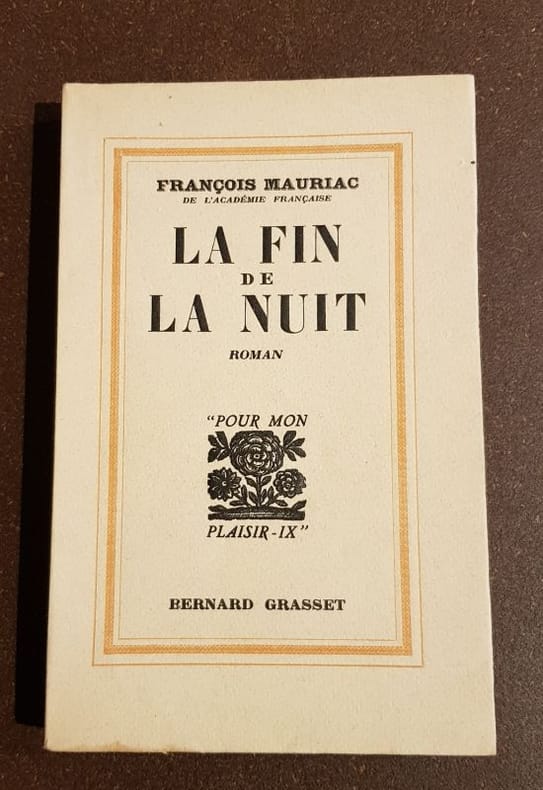 FRANÇOIS MAURIAC
DE L'ACADÉMIE FRANÇAISE
LA FIN
DE
LA NUIT
ROMAN
"POUR MON
PLAISIR-IX"
BERNARD GRASSET